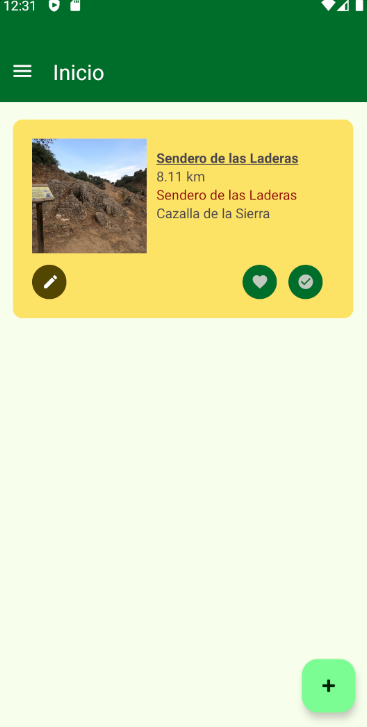 12:31
Inicio
Sendero de las Laderas
8.11 km
Sendero de las Laderas
Cazalla de la Sierra
+